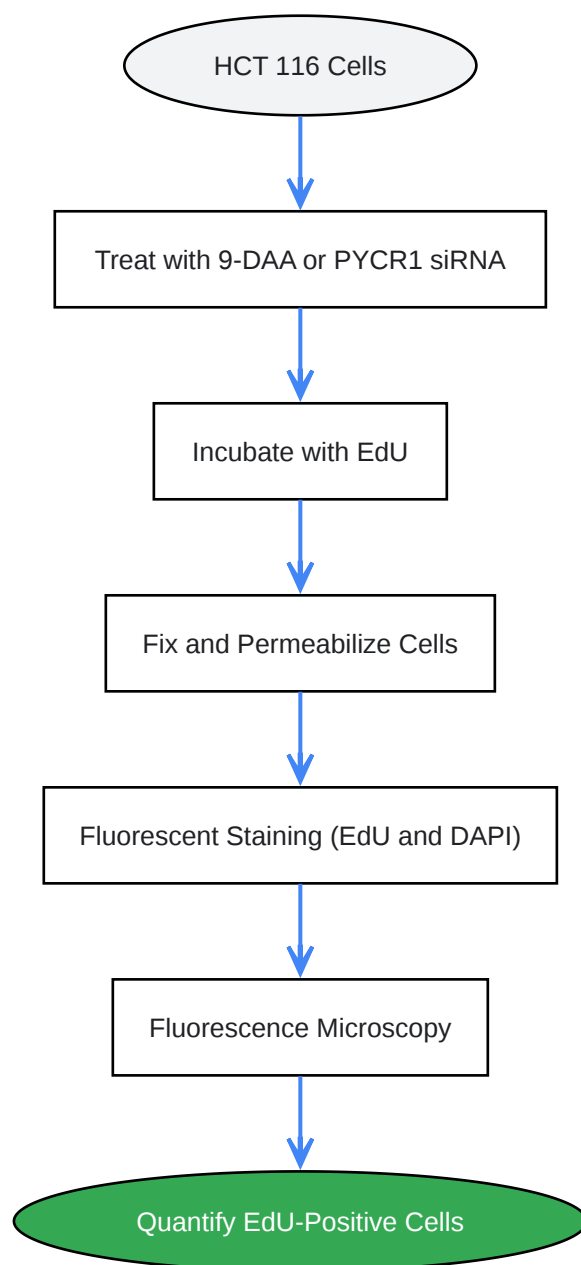 HCT 116 Cells
Treat with 9-DAA or PYCR1 siRNA
Incubate with EdU
Fix and Permeabilize Cells
Fluorescent Staining (EdU and DAPI)
Fluorescence Microscopy
Quantify EdU-Positive Cells